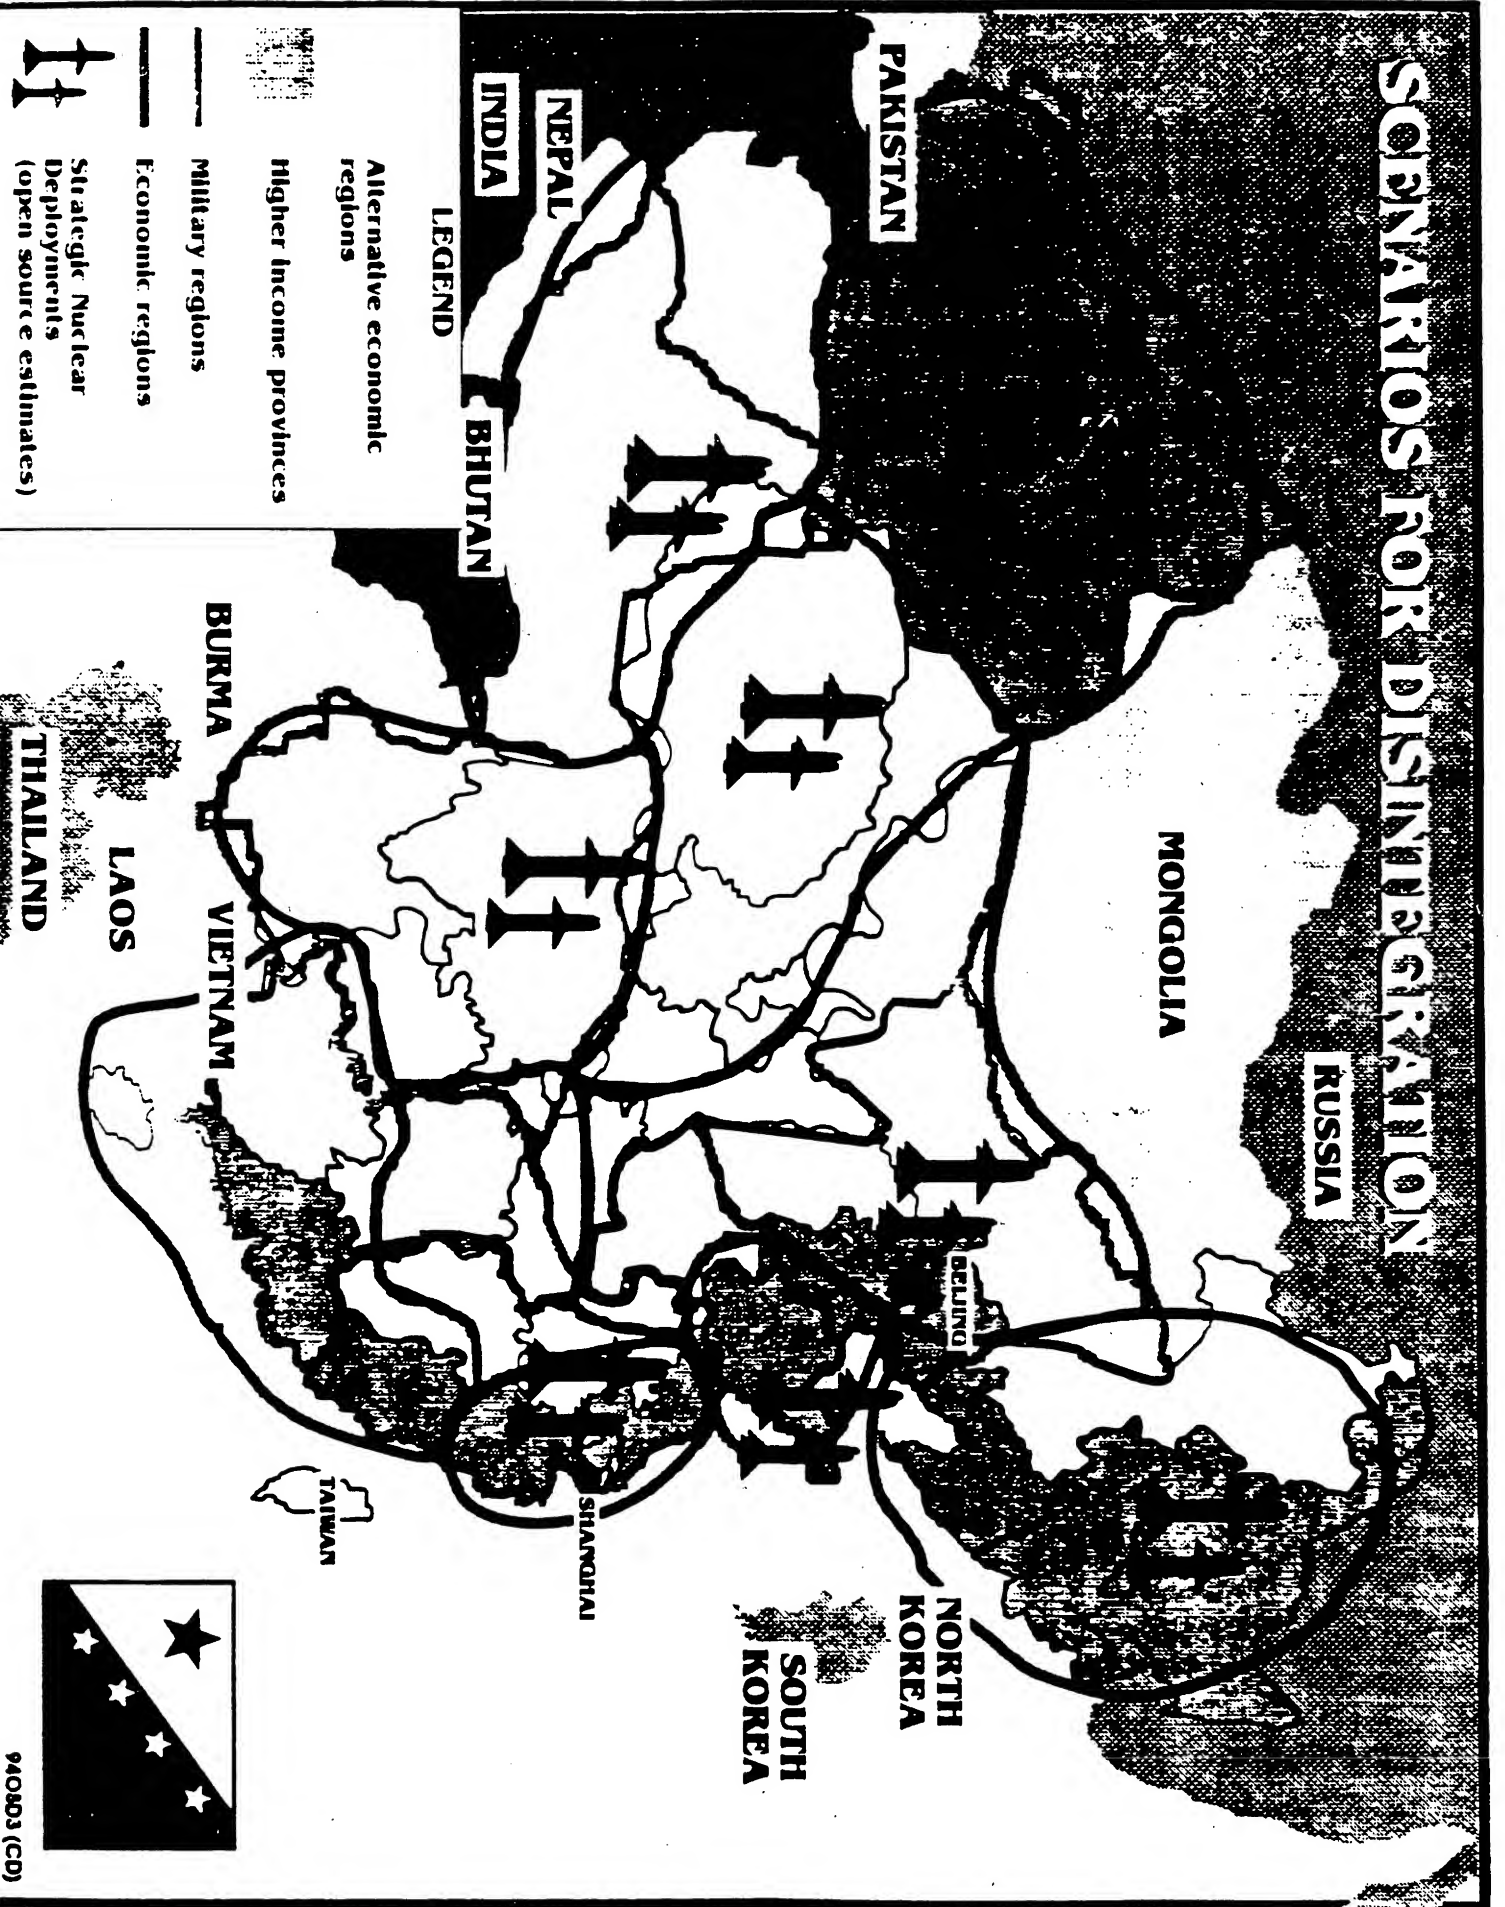 SCENARIOS FOR DISINTEGRATION
RUSSIA
MONGOLIA
PAKISTAN
NEPAL
INDIA
BHUTAN
BEIJING
NORTH
KOREA
SOUTH
KOREA
SHANGHAI
TAIWAN
BURMA
VIETNAM
LAOS
THAILAND
LEGEND
Alternative economic
regions
Higher income provinces
Military regions
Economic regions
Strategic Nuclear
Deployments
(open source estimates)
940803 (CD)